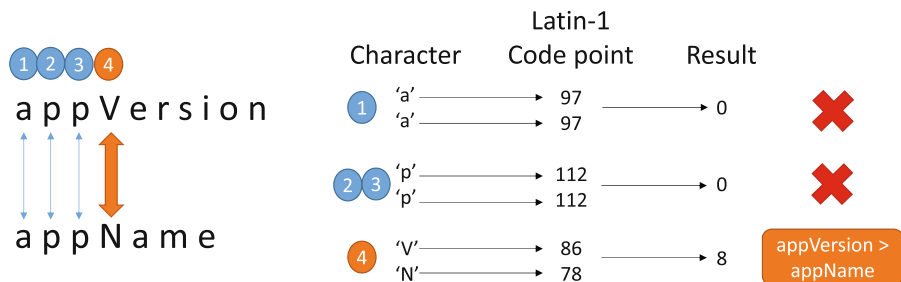 1 2 3 4
appVersion
appName
Character
Latin-1
Code point
Result
1 ‘a’ 97 0
‘a’ 97
2 3 ‘p’ 112 0
‘p’ 112
4 ‘V’ 86 8
‘N’ 78
appVersion >
appName